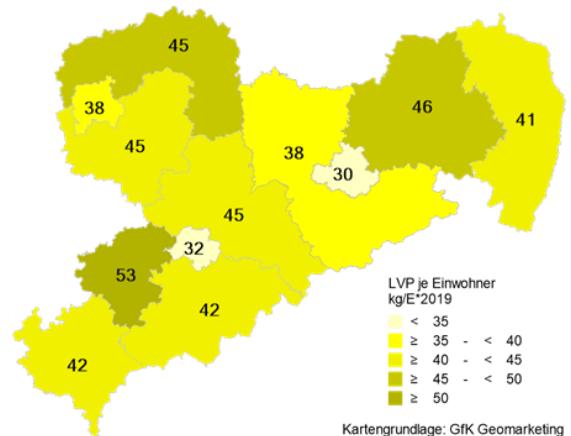 45
38
45
38
46
41
30
45
32
53
42
42
LVP je Einwohner
kg/E*2019
< 35
≥ 35 - < 40
≥ 40 - < 45
≥ 45 - < 50
≥ 50
Kartengrundlage: GfK Geomarketing